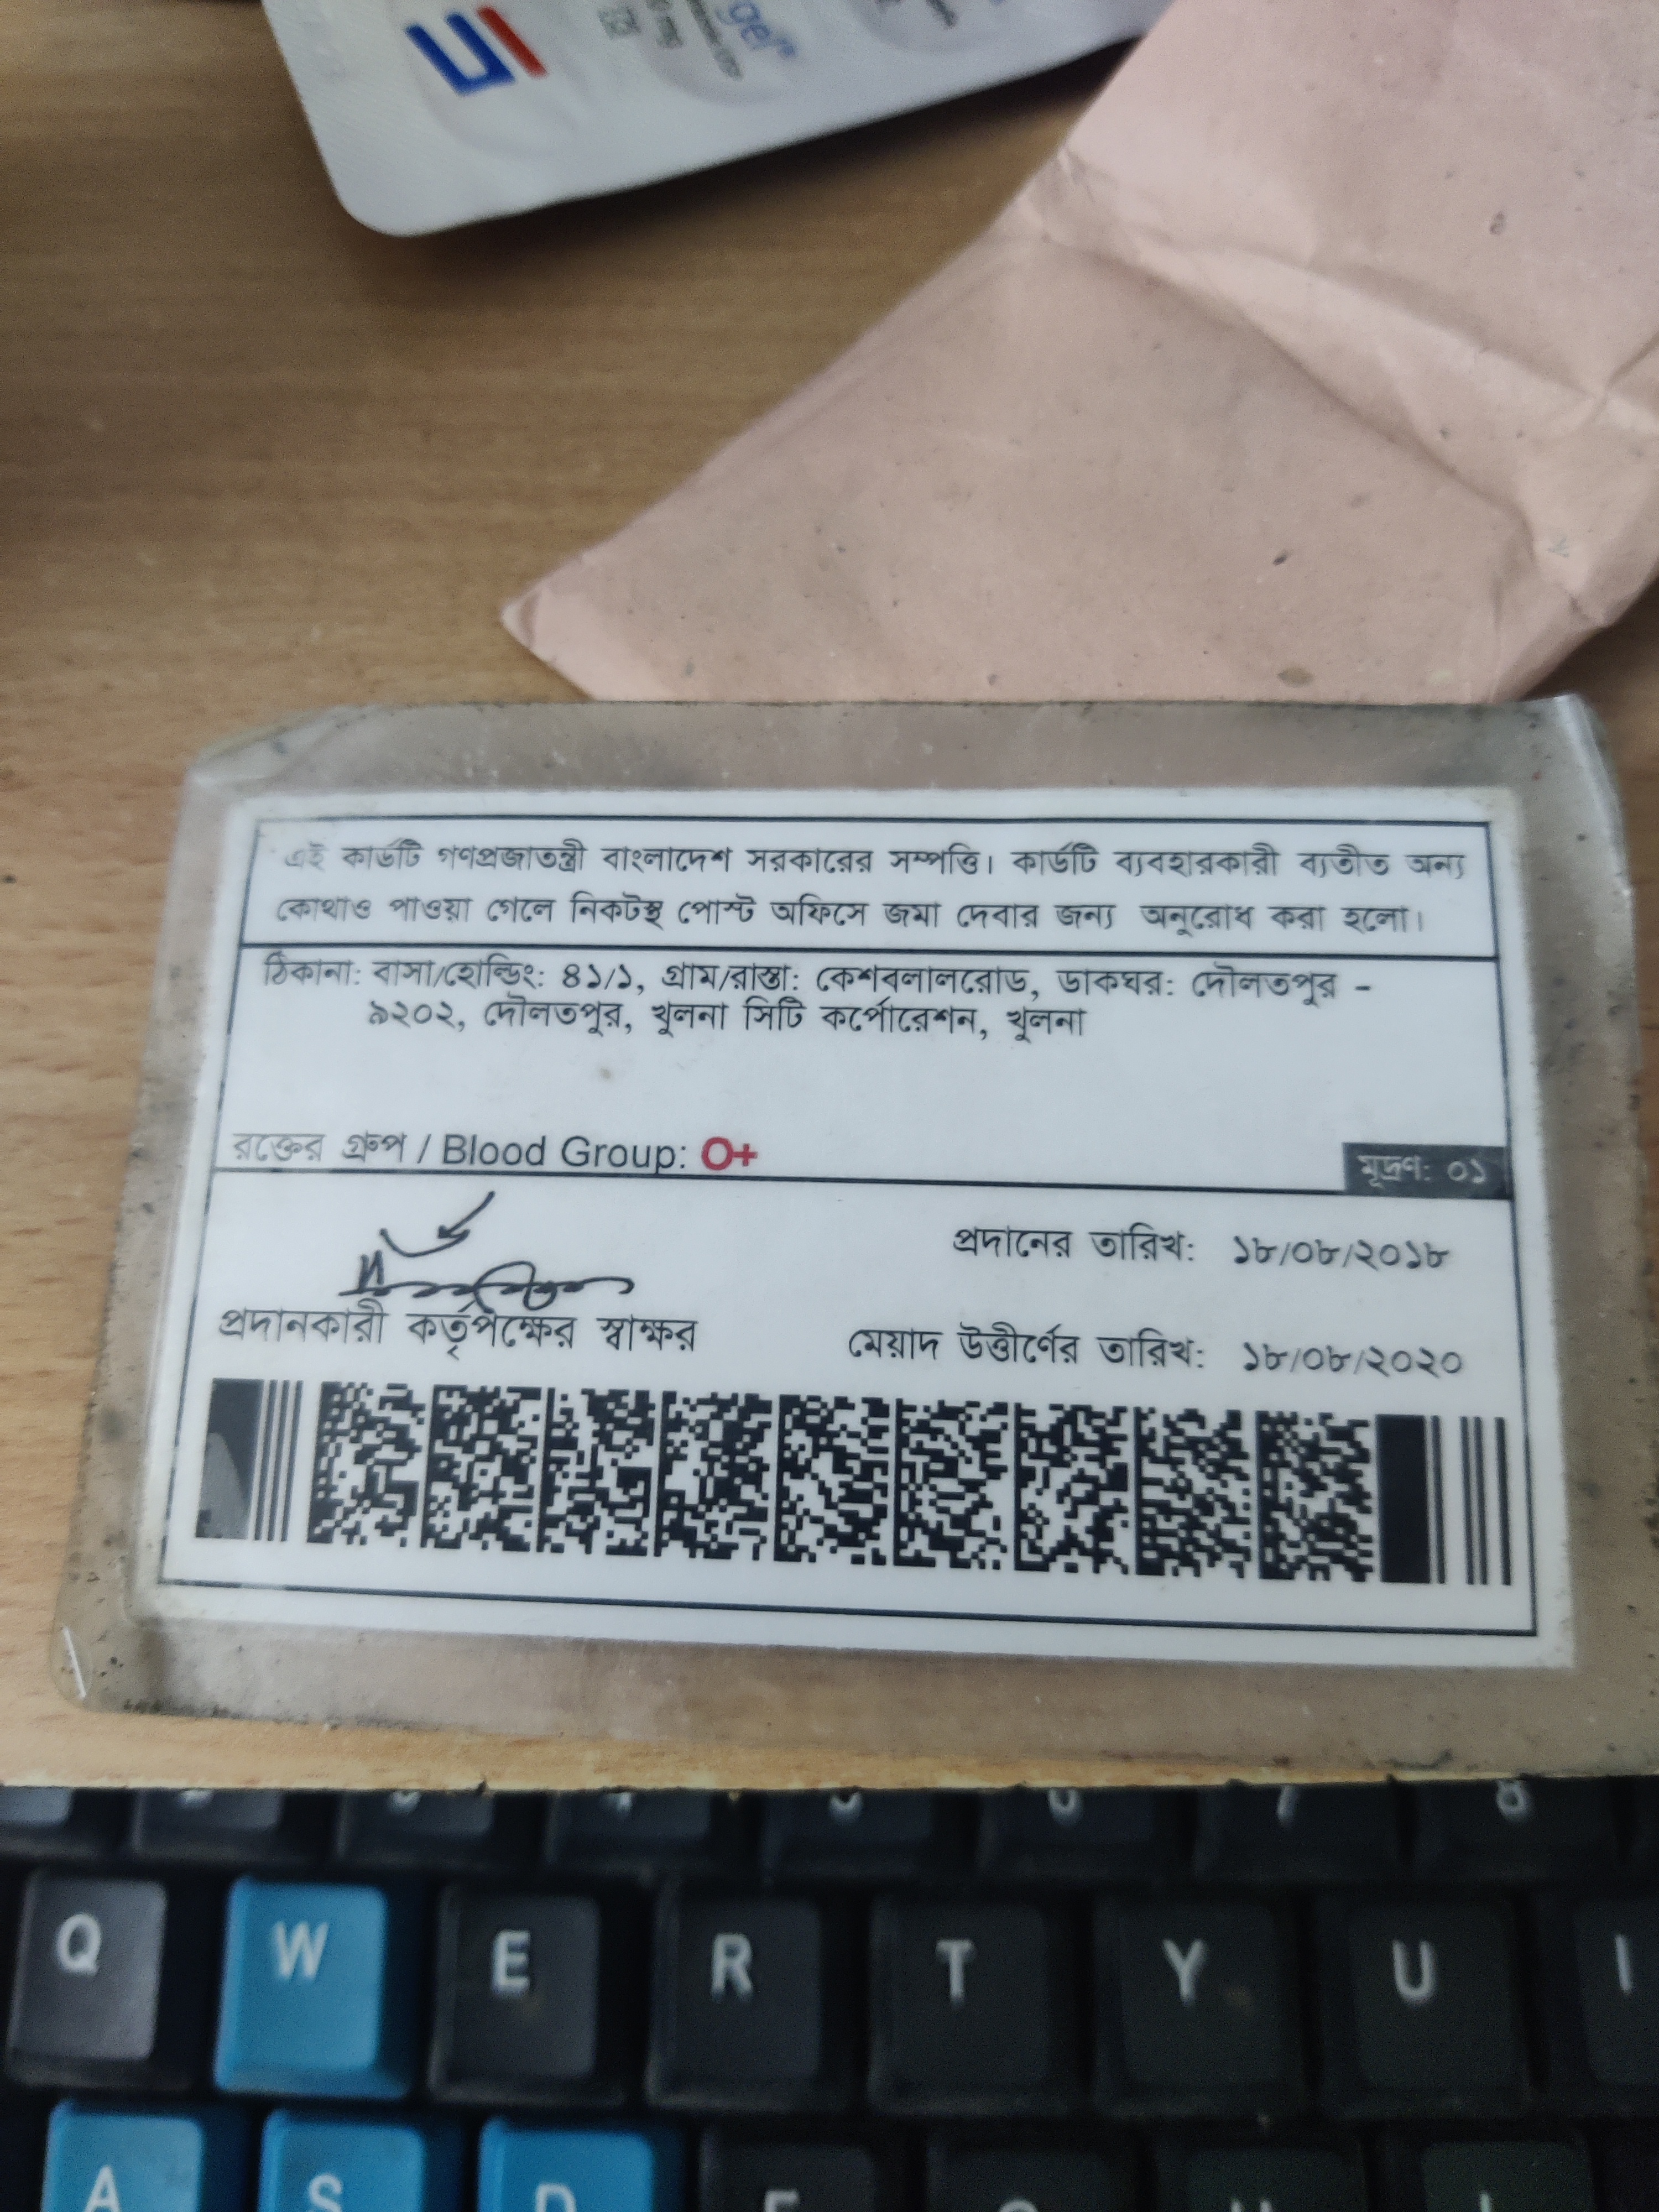 UI
gel
এই কার্ডটি গণপ্রজাতন্ত্রী বাংলাদেশ সরকারের সম্পত্তি। কার্ডটি ব্যবহারকারী ব্যতীত অন্য
কোথাও পাওয়া গেলে নিকটস্থ পোস্ট অফিসে জমা দেবার জন্য অনুরোধ করা হলো।
ঠিকানা: বাসা/হোল্ডিং: ৪১/১, গ্রাম/রাস্তা: কেশবলালরোড, ডাকঘর: দৌলতপুর -
৯২০২, দৌলতপুর, খুলনা সিটি কর্পোরেশন, খুলনা
রক্তের গ্রুপ / Blood Group: O+
মূদ্রণ: ০১
প্রদানের তারিখ: ১৮/০৮/২০১৮
প্রদানকারী কর্তৃপক্ষের স্বাক্ষর
মেয়াদ উত্তীর্ণের তারিখ: ১৮/০৮/২০২০
Q W E R T Y U I
A S D